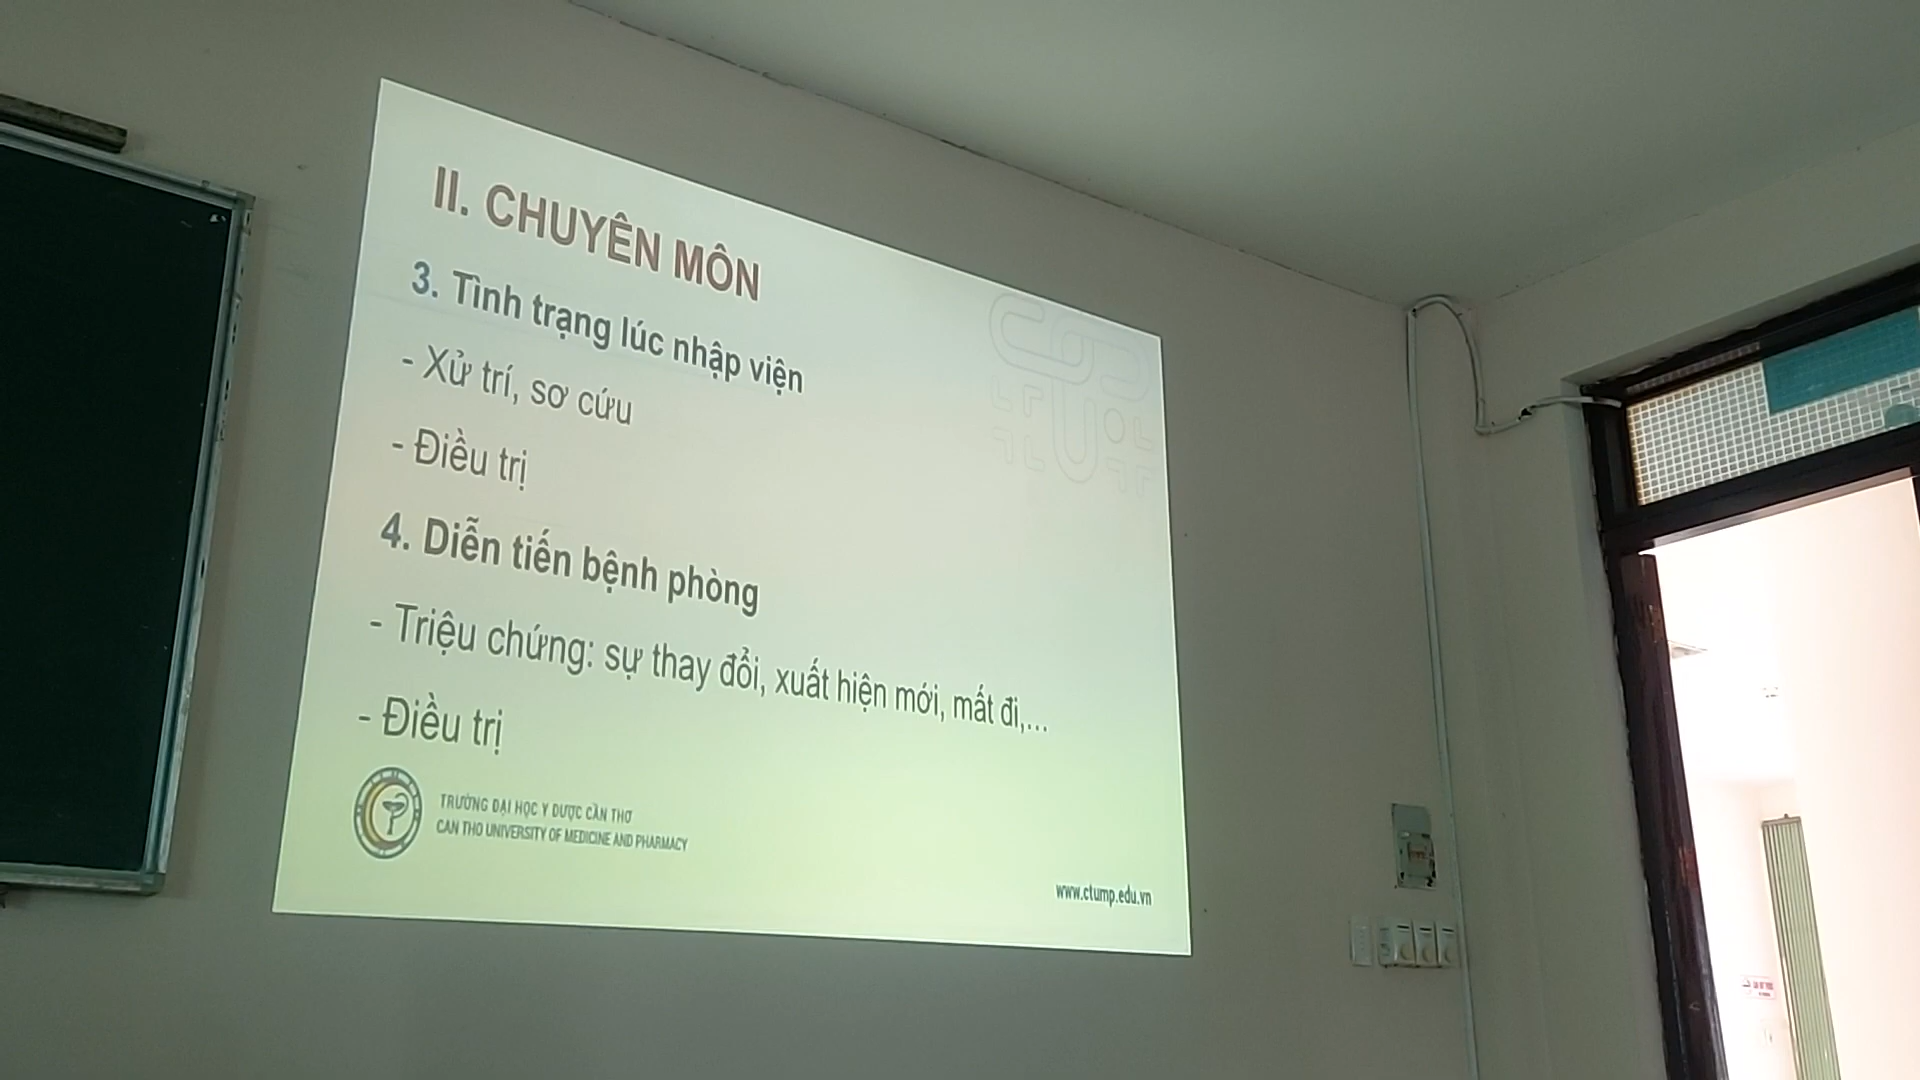 II. CHUYÊN MÔN
3. Tình trạng lúc nhập viện
- Xử trí, sơ cứu
- Điều trị
4. Diễn tiến bệnh phòng
- Triệu chứng: sự thay đổi, xuất hiện mới, mất đi,...
- Điều trị
TRƯỜNG ĐẠI HỌC Y DƯỢC CẦN THƠ
CAN THO UNIVERSITY OF MEDICINE AND PHARMACY
www.ctump.edu.vn